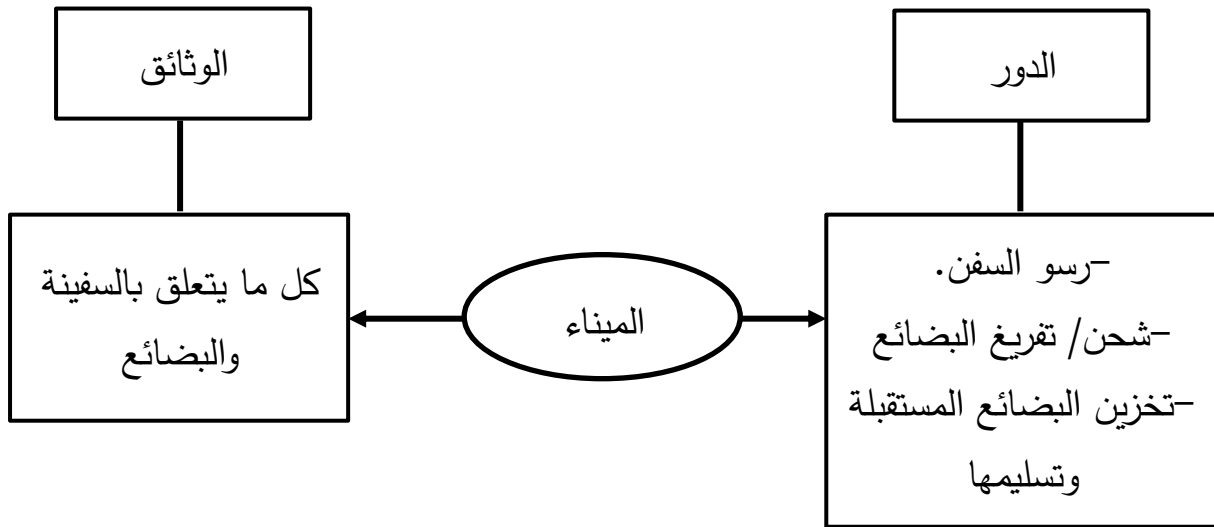 الدور
-رسو السفن.
-شحن/ تفريغ البضائع
-تخزين البضائع المستقبلة
وتسليمها
الميناء
الوثائق
كل ما يتعلق بالسفينة
والبضائع